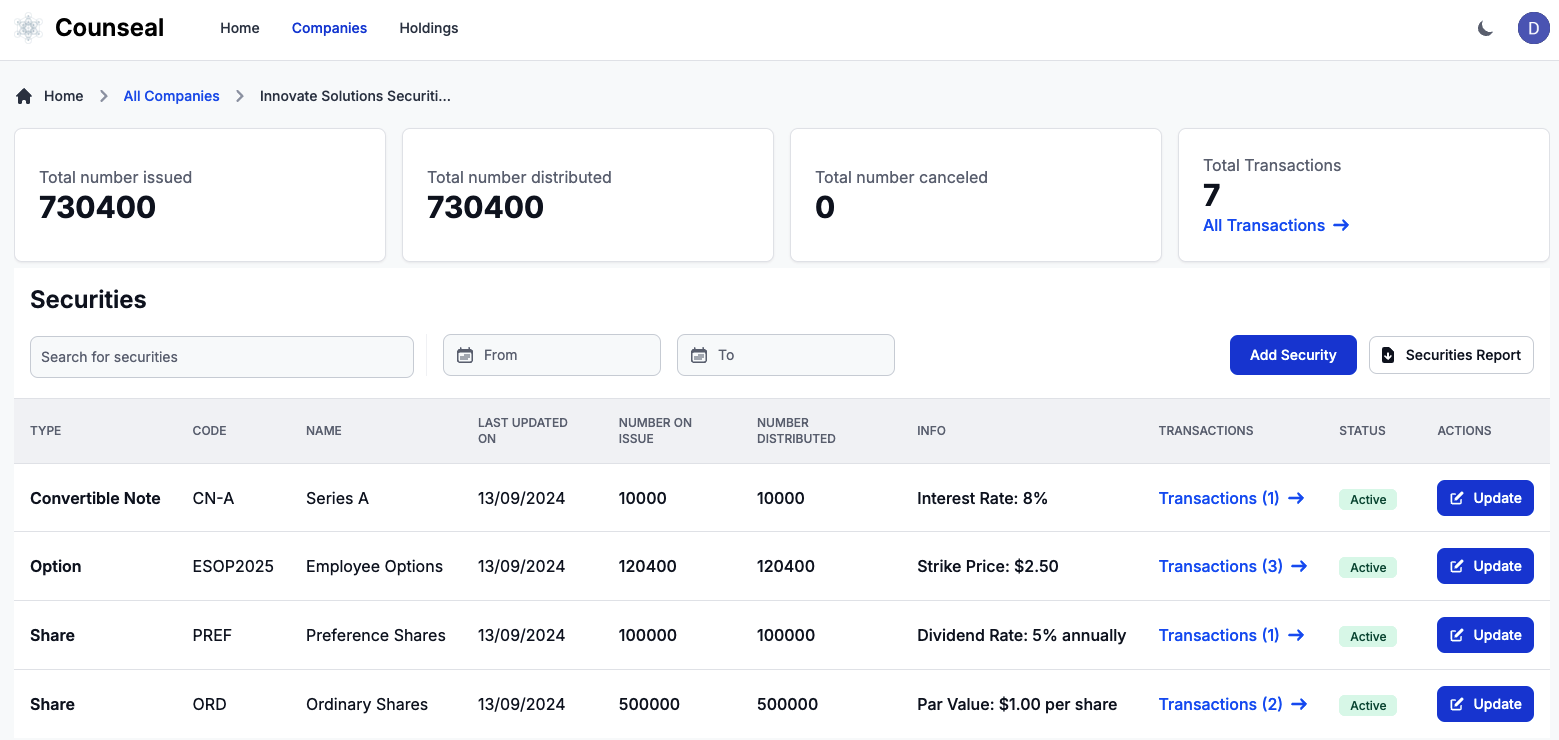 Counseal
Home Companies Holdings
D
Home All Companies Innovate Solutions Securiti...
Total number issued
730400
Total number distributed
730400
Total number canceled
0
Total Transactions
7
All Transactions
Securities
Search for securities
From
To
Add Security
Securities Report
TYPE CODE NAME LAST UPDATED ON NUMBER ON ISSUE NUMBER DISTRIBUTED INFO TRANSACTIONS STATUS ACTIONS
Convertible Note CN-A Series A 13/09/2024 10000 10000 Interest Rate: 8% Transactions (1) Active Update
Option ESOP2025 Employee Options 13/09/2024 120400 120400 Strike Price: $2.50 Transactions (3) Active Update
Share PREF Preference Shares 13/09/2024 100000 100000 Dividend Rate: 5% annually Transactions (1) Active Update
Share ORD Ordinary Shares 13/09/2024 500000 500000 Par Value: $1.00 per share Transactions (2) Active Update